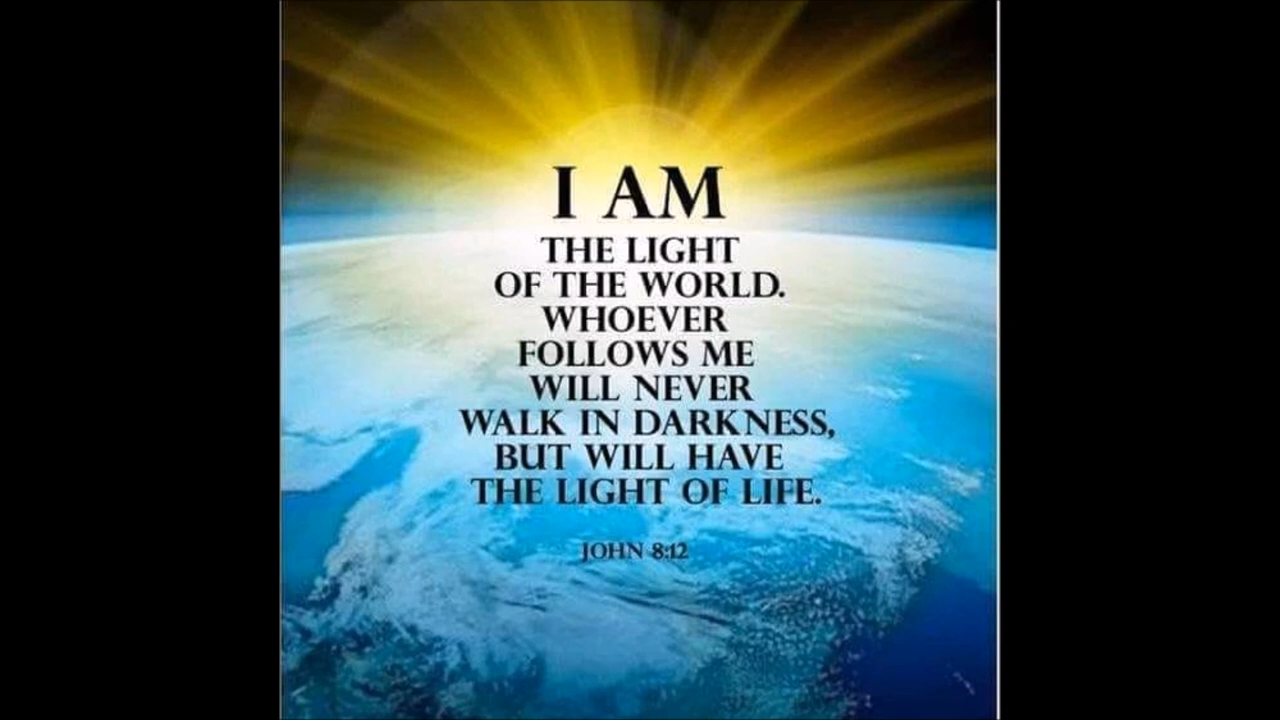 I AM
THE LIGHT
OF THE WORLD.
WHOEVER
FOLLOWS ME
WILL NEVER
WALK IN DARKNESS,
BUT WILL HAVE
THE LIGHT OF LIFE.
JOHN 8:12